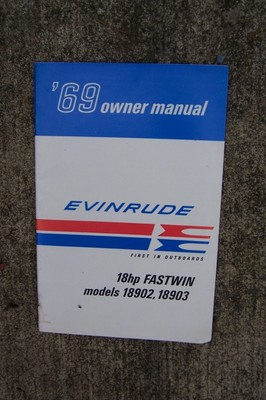 '69 owner manual
EVINRUDE
FIRST IN OUTBOARDS
18hp FASTWIN
models 18902, 18903